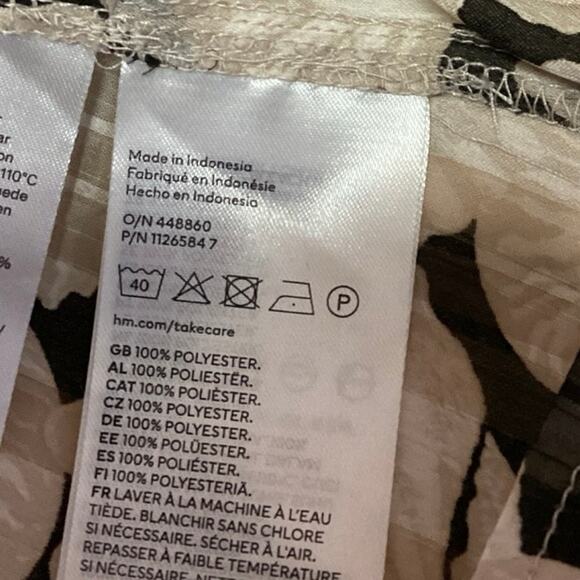 Made in Indonesia
Fabriqué en Indonésie
Hecho en Indonesia
O/N 448860
P/N 1126584 7
40
P
hm.com/takecare
GB 100% POLYESTER.
AL 100% POLIESTËR.
CAT 100% POLIÈSTER.
CZ 100% POLYESTER.
DE 100% POLYESTER.
EE 100% POLÜESTER.
ES 100% POLIÉSTER.
FI 100% POLYESTERIÄ.
FR LAVER À LA MACHINE À L'EAU
TIÈDE. BLANCHIR SANS CHLORE
SI NÉCESSAIRE. SÉCHER À L'AIR.
REPASSER À FAIBLE TEMPÉRATURE
110°C
%